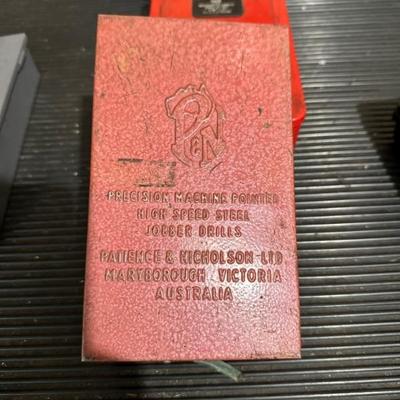 P&N
PRECISION MACHINE POINTED
HIGH SPEED STEEL
JOBBER DRILLS
PATIENCE & NICHOLSON LTD
MARYBOROUGH VICTORIA
AUSTRALIA